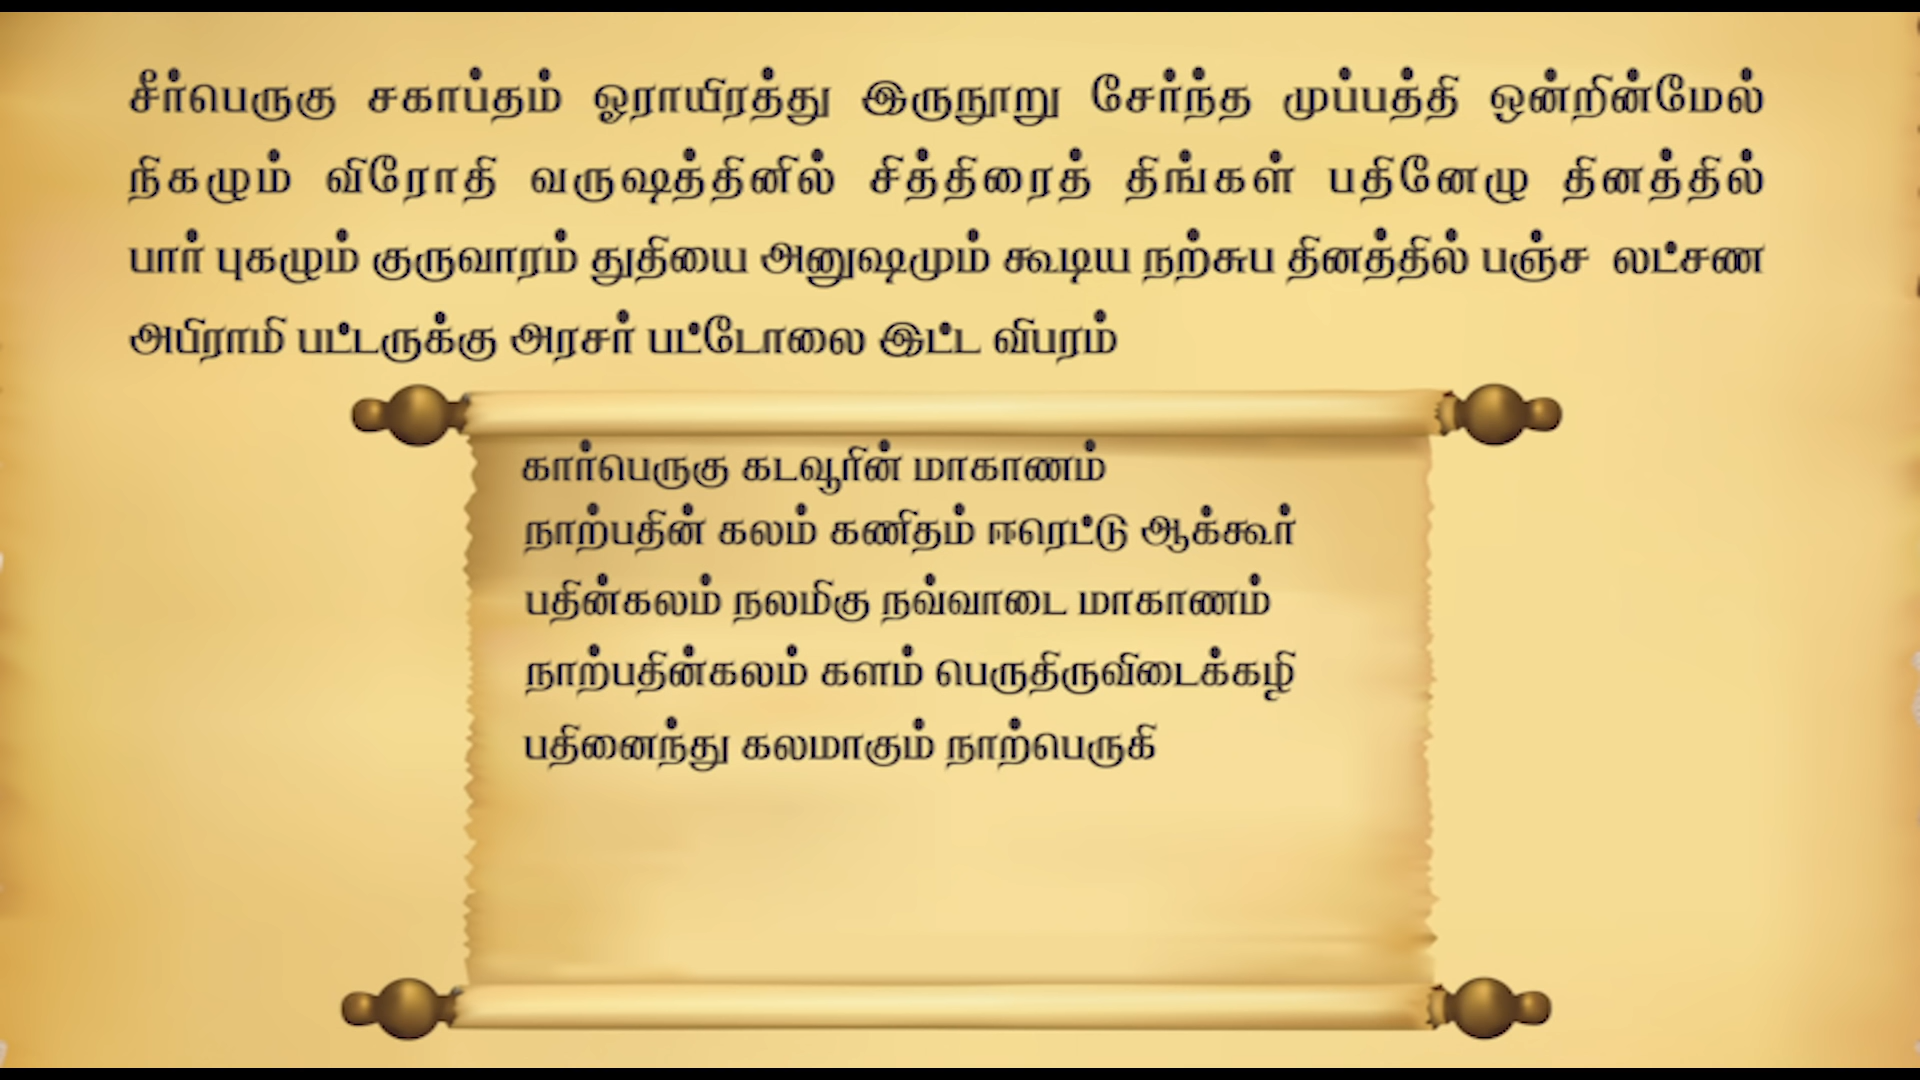 சீர்பெருகு சகாப்தம் ஓராயிரத்து இருநூறு சேர்ந்த முப்பத்தி ஒன்றின்மேல்
நிகழும் விரோதி வருஷத்தினில் சித்திரைத் திங்கள் பதினேழு தினத்தில்
பார் புகழும் குருவாரம் துதியை அனுஷமும் கூடிய நற்சுப தினத்தில் பஞ்ச லட்சண
அபிராமி பட்டருக்கு அரசர் பட்டோலை இட்ட விபரம்
கார்பெருகு கடவூரின் மாகாணம்
நாற்பதின் கலம் கணிதம் ஈரெட்டு ஆக்கூர்
பதின்கலம் நலமிகு நவ்வாடை மாகாணம்
நாற்பதின்கலம் களம் பெருதிருவிடைக்கழி
பதினைந்து கலமாகும் நாற்பெருகி